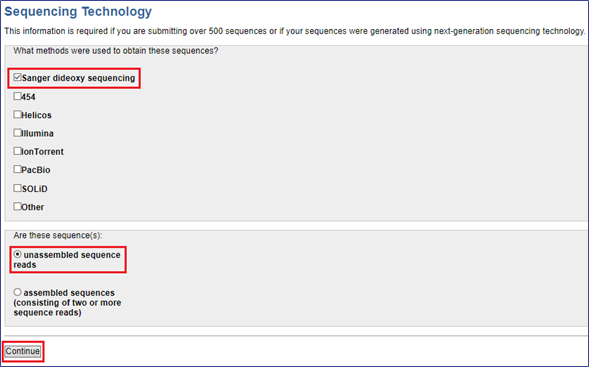 Sequencing Technology
This information is required if you are submitting over 500 sequences or if your sequences were generated using next-generation sequencing technology.
What methods were used to obtain these sequences?
Sanger dideoxy sequencing
454
Helicos
Illumina
IonTorrent
PacBio
SOLiD
Other
Are these sequence(s):
unassembled sequence
reads
assembled sequences
(consisting of two or more
sequence reads)
Continue